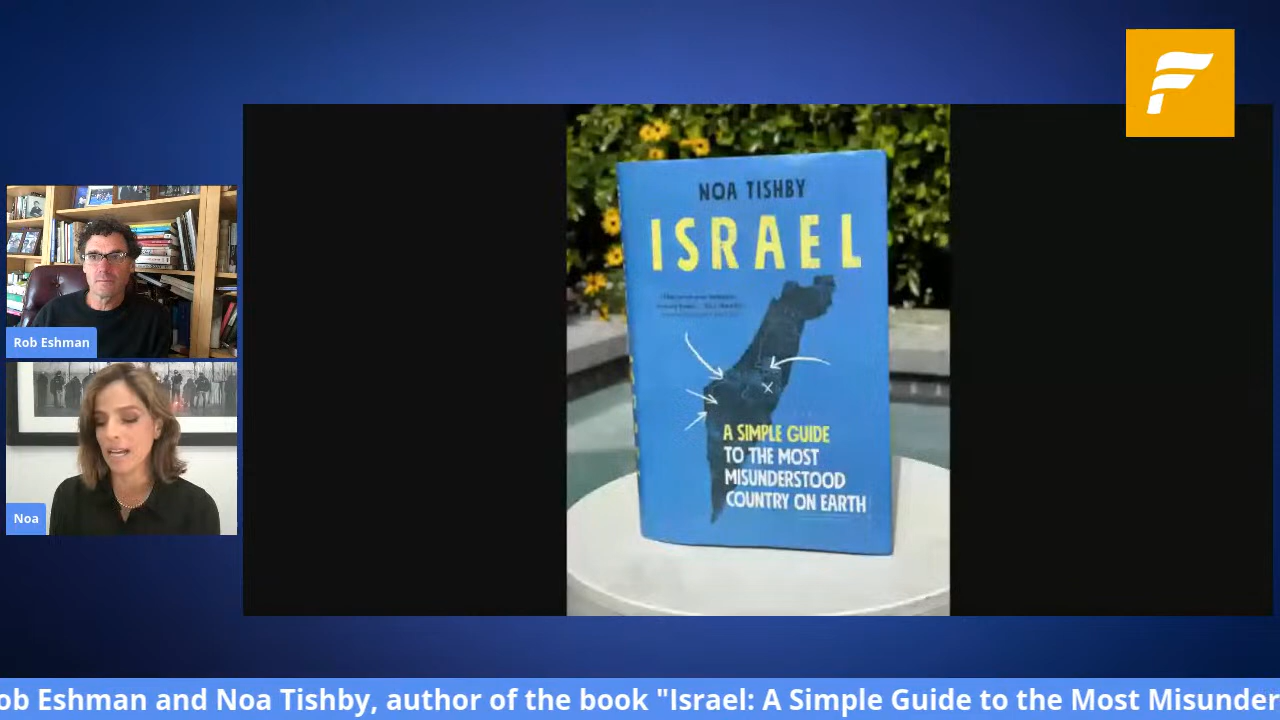 NOA TISHBY
ISRAEL
A SIMPLE GUIDE
TO THE MOST
MISUNDERSTOOD
COUNTRY ON EARTH
Rob Eshman
Noa
ob Eshman and Noa Tishby, author of the book "Israel: A Simple Guide to the Most Misunder